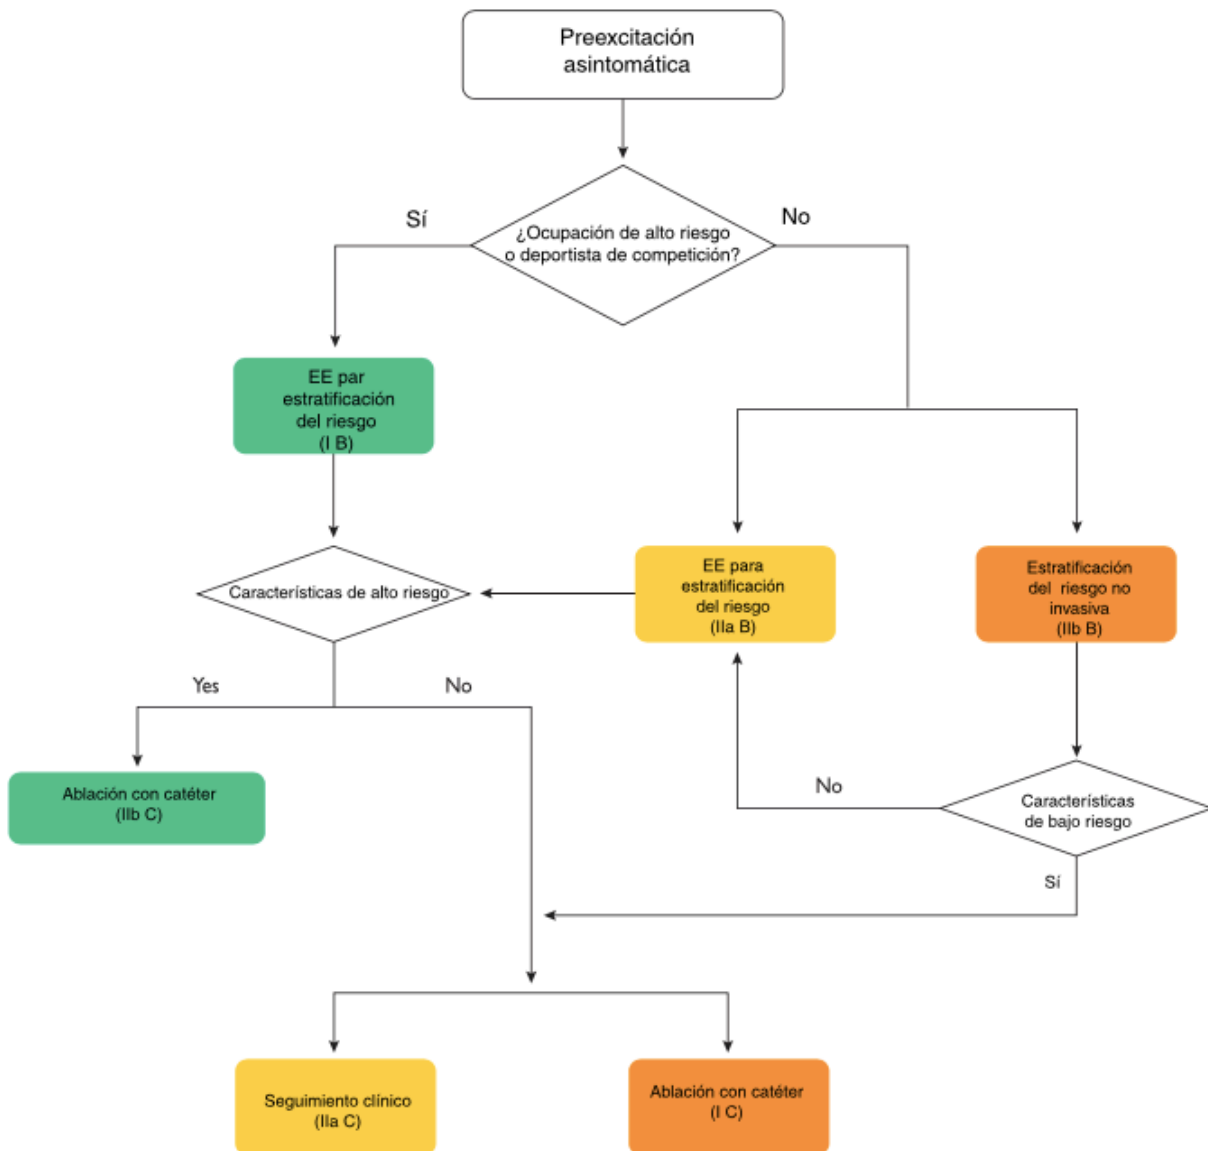 Preexcitación
asintomática
Sí
No
¿Ocupación de alto riesgo
o deportista de competición?
EE par
estratificación
del riesgo
(I B)
EE para
estratificación
del riesgo
(IIa B)
Estratificación
del riesgo no
invasiva
(IIb B)
Características de alto riesgo
Yes
No
Ablación con catéter
(IIb C)
No
Características
de bajo riesgo
Sí
Seguimiento clínico
(IIa C)
Ablación con catéter
(I C)